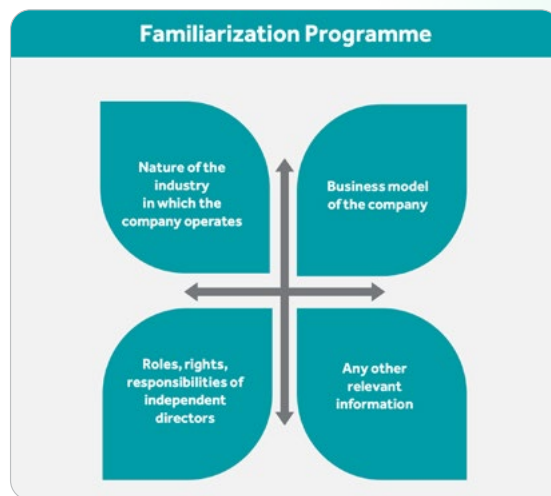 Familiarization Programme
Nature of the
industry
in which the
company operates
Business model
of the company
Roles, rights,
responsibilities of
independent
directors
Any other
relevant
information